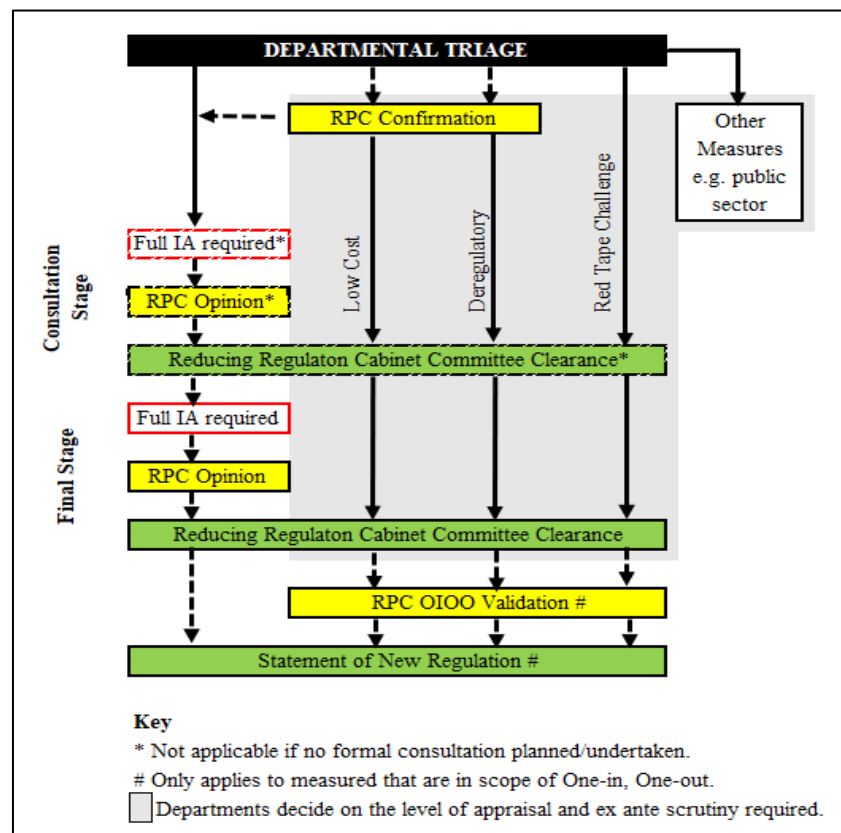 DEPARTMENTAL TRIAGE
RPC Confirmation
Other
Measures
e.g. public
sector
Consultation
Stage
Full IA required*
Low Cost
Deregulatory
Red Tape Challenge
RPC Opinion*
Reducing Regulaton Cabinet Committee Clearance*
Final Stage
Full IA required
RPC Opinion
Reducing Regulaton Cabinet Committee Clearance
RPC OIOO Validation #
Statement of New Regulation #
Key
* Not applicable if no formal consultation planned/undertaken.
# Only applies to measured that are in scope of One-in, One-out.
Departments decide on the level of appraisal and ex ante scrutiny required.